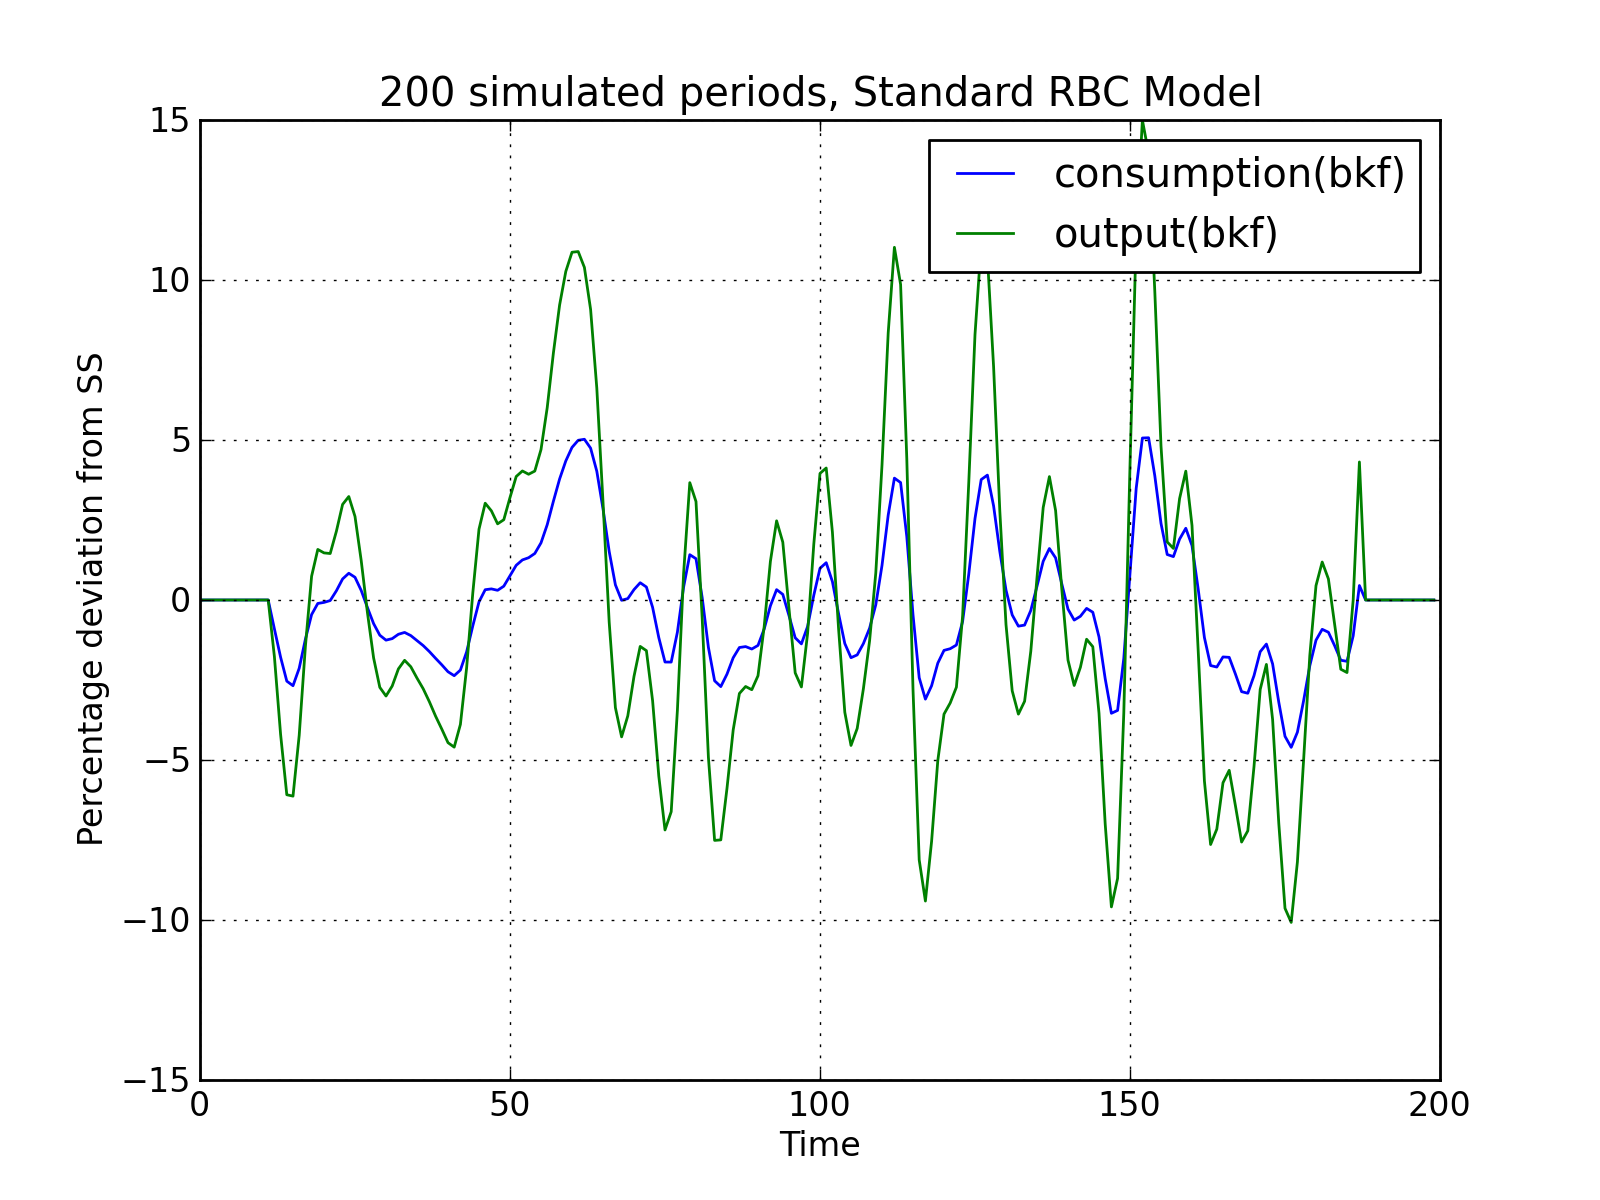 200 simulated periods, Standard RBC Model
consumption(bkf)
output(bkf)
Percentage deviation from SS
15
10
5
0
−5
−10
−15
0 50 100 150 200
Time